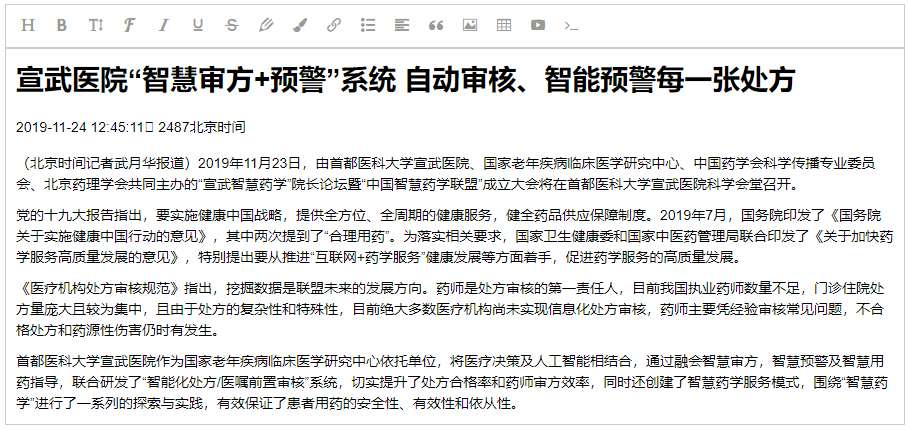 宣武医院“智慧审方+预警”系统 自动审核、智能预警每一张处方
2019-11-24 12:45:11 2487北京时间
（北京时间记者武月华报道）2019年11月23日，由首都医科大学宣武医院、国家老年疾病临床医学研究中心、中国药学会科学传播专业委员
会、北京药理学会共同主办的“宣武智慧药学”院长论坛暨“中国智慧药学联盟”成立大会将在首都医科大学宣武医院科学会堂召开。
党的十九大报告指出，要实施健康中国战略，提供全方位、全周期的健康服务，健全药品供应保障制度。2019年7月，国务院印发了《国务院
关于实施健康中国行动的意见》，其中两次提到了“合理用药”。为落实相关要求，国家卫生健康委和国家中医药管理局联合印发了《关于加快药
学服务高质量发展的意见》，特别提出要从推进“互联网+药学服务”健康发展等方面着手，促进药学服务的高质量发展。
《医疗机构处方审核规范》指出，挖掘数据是联盟未来的发展方向。药师是处方审核的第一责任人，目前我国执业药师数量不足，门诊住院处
方量庞大且较为集中，且由于处方的复杂性和特殊性，目前绝大多数医疗机构尚未实现信息化处方审核，药师主要凭经验审核常见问题，不合
格处方和药源性伤害仍时有发生。
首都医科大学宣武医院作为国家老年疾病临床医学研究中心依托单位，将医疗决策及人工智能相结合，通过融会智慧审方，智慧预警及智慧用
药指导，联合研发了“智能化处方/医嘱前置审核”系统，切实提升了处方合格率和药师审方效率，同时还创建了智慧药学服务模式，围绕“智慧药
学”进行了一系列的探索与实践，有效保证了患者用药的安全性、有效性和依从性。